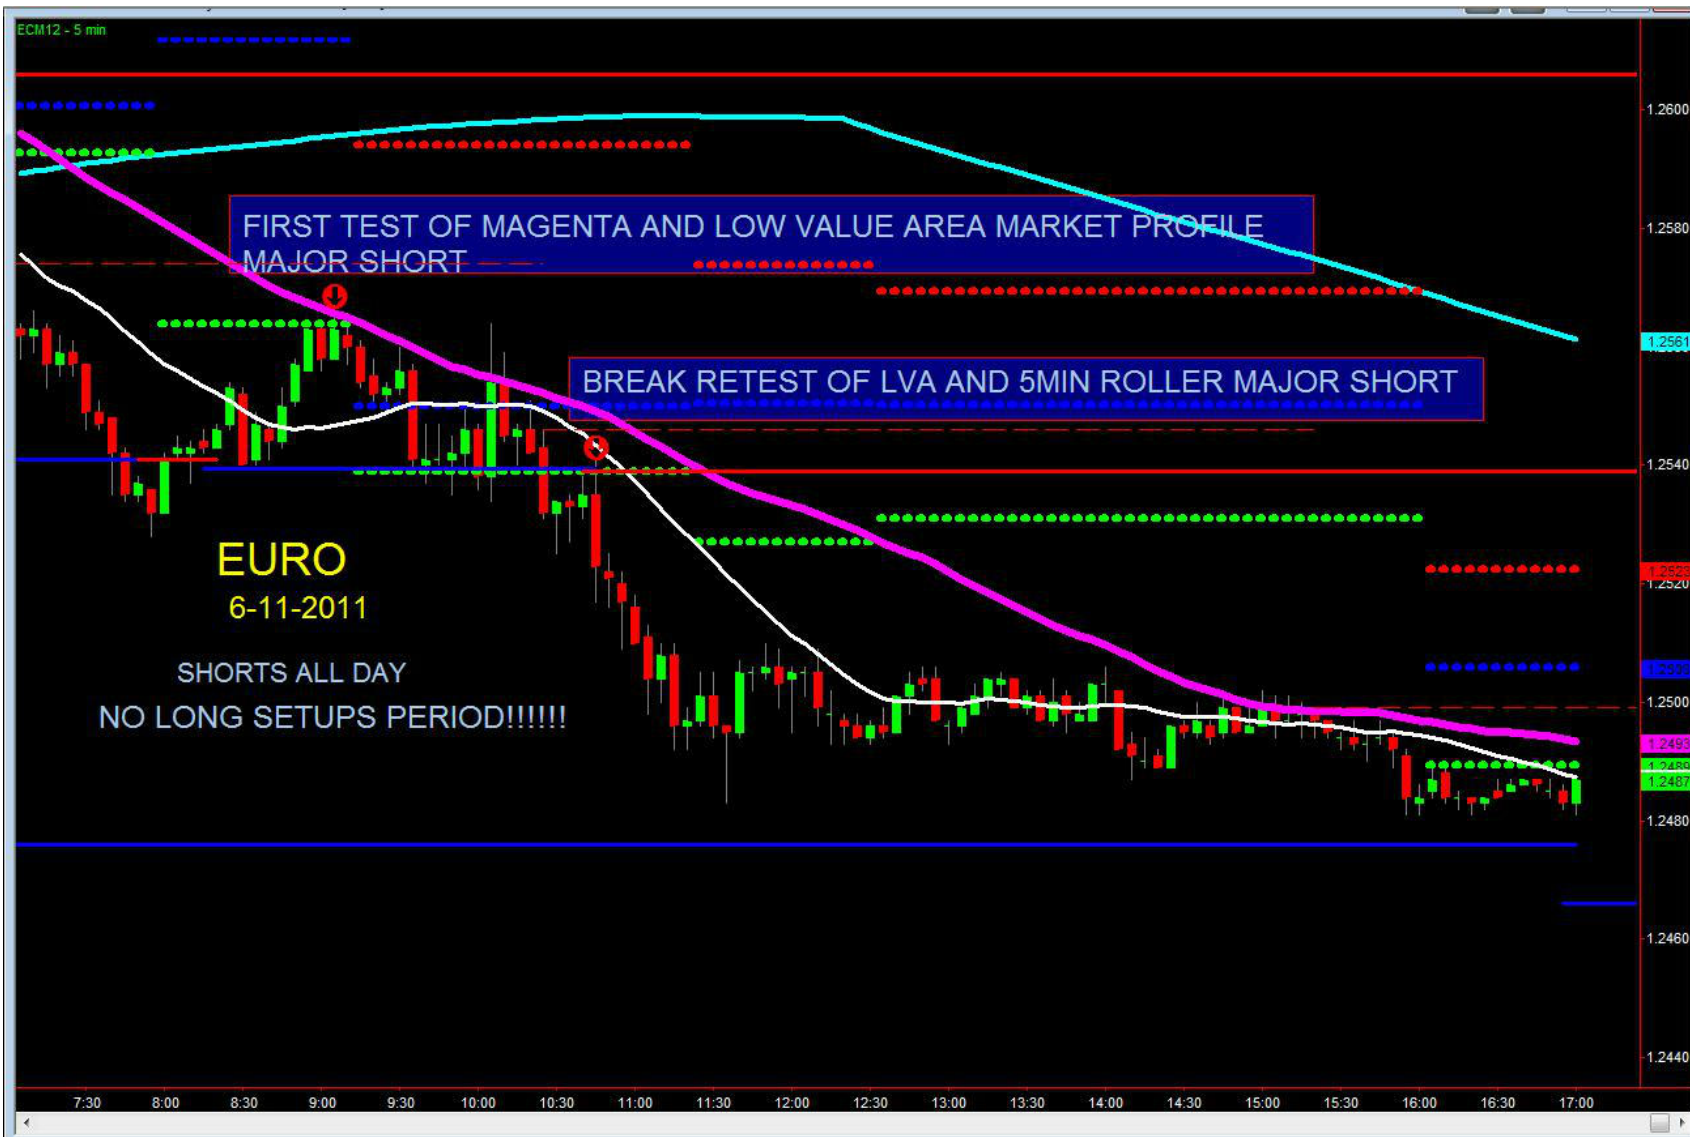 ECM12 - 5 min
1.2600
FIRST TEST OF MAGENTA AND LOW VALUE AREA MARKET PROFILE
MAJOR SHORT
1.2580
1.2561
BREAK RETEST OF LVA AND 5MIN ROLLER MAJOR SHORT
1.2540
EURO
1.2523
1.2520
6-11-2011
SHORTS ALL DAY
1.2500
NO LONG SETUPS PERIOD!!!!!!
1.2493
1.2489
1.2487
1.2480
1.2460
1.2440
7:30 8:00 8:30 9:00 9:30 10:00 10:30 11:00 11:30 12:00 12:30 13:00 13:30 14:00 14:30 15:00 15:30 16:00 16:30 17:00